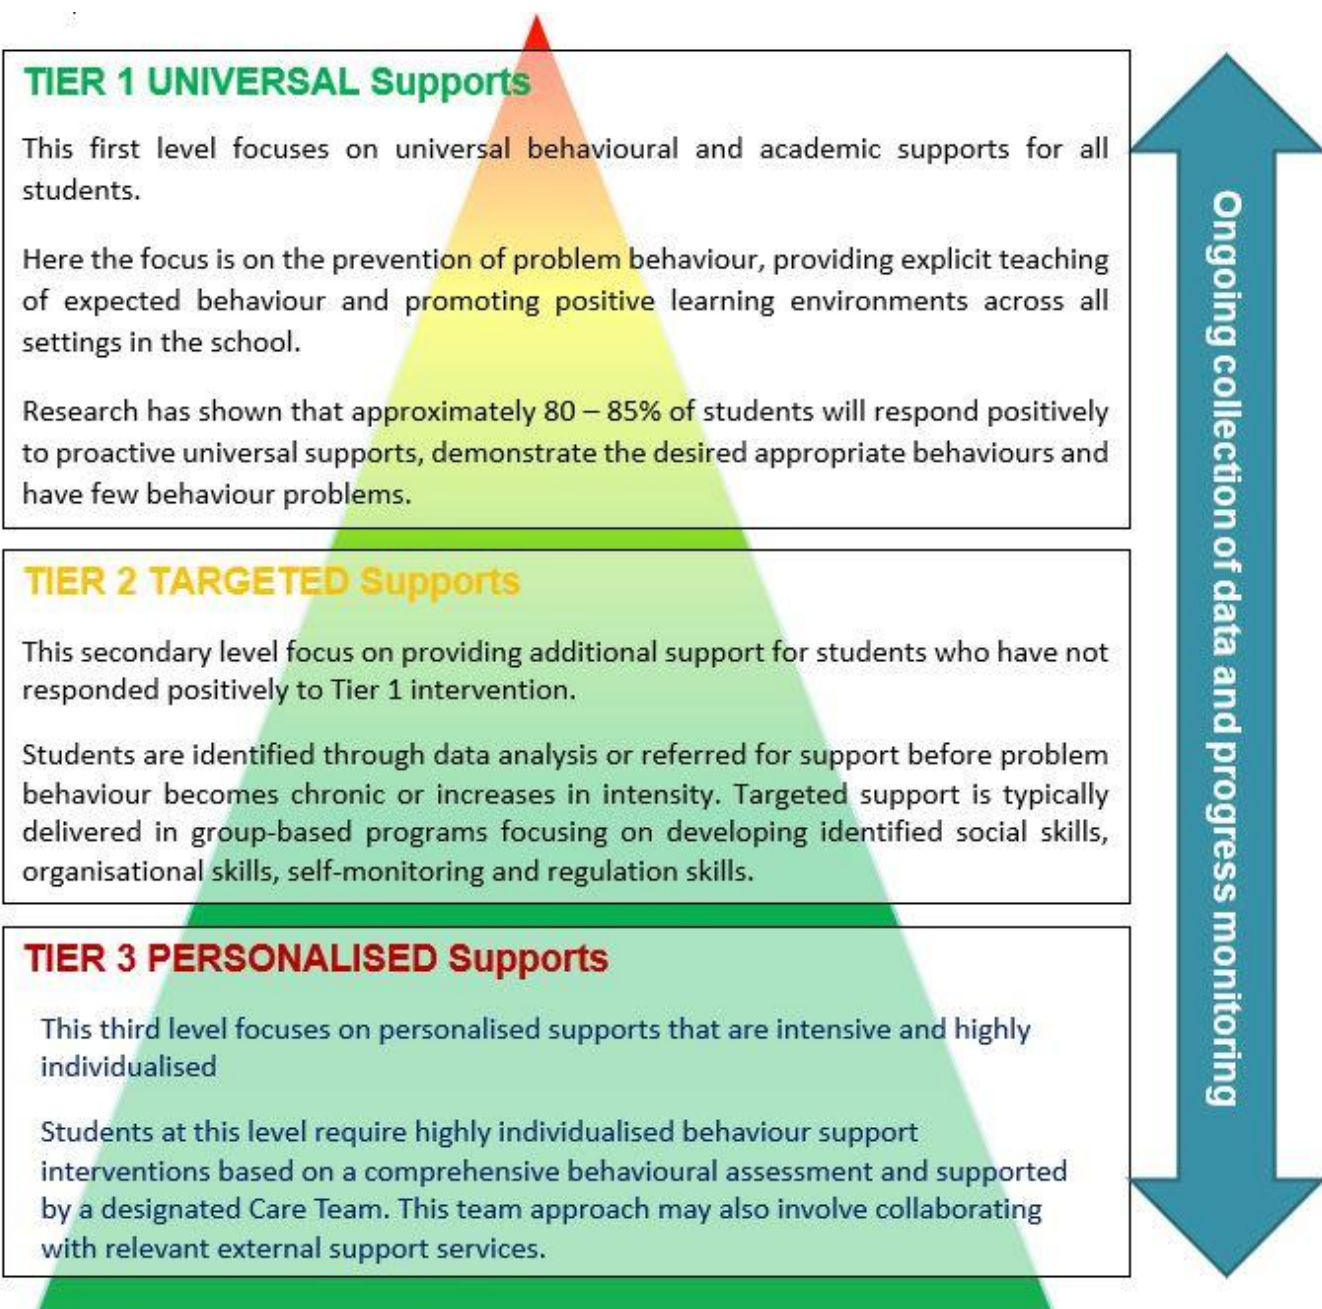 TIER 1 UNIVERSAL Supports
This first level focuses on universal behavioural and academic supports for all
students.
Here the focus is on the prevention of problem behaviour, providing explicit teaching
of expected behaviour and promoting positive learning environments across all
settings in the school.
Research has shown that approximately 80 – 85% of students will respond positively
to proactive universal supports, demonstrate the desired appropriate behaviours and
have few behaviour problems.
TIER 2 TARGETED Supports
This secondary level focus on providing additional support for students who have not
responded positively to Tier 1 intervention.
Students are identified through data analysis or referred for support before problem
behaviour becomes chronic or increases in intensity. Targeted support is typically
delivered in group-based programs focusing on developing identified social skills,
organisational skills, self-monitoring and regulation skills.
TIER 3 PERSONALISED Supports
This third level focuses on personalised supports that are intensive and highly
individualised
Students at this level require highly individualised behaviour support
interventions based on a comprehensive behavioural assessment and supported
by a designated Care Team. This team approach may also involve collaborating
with relevant external support services.
Ongoing collection of data and progress monitoring